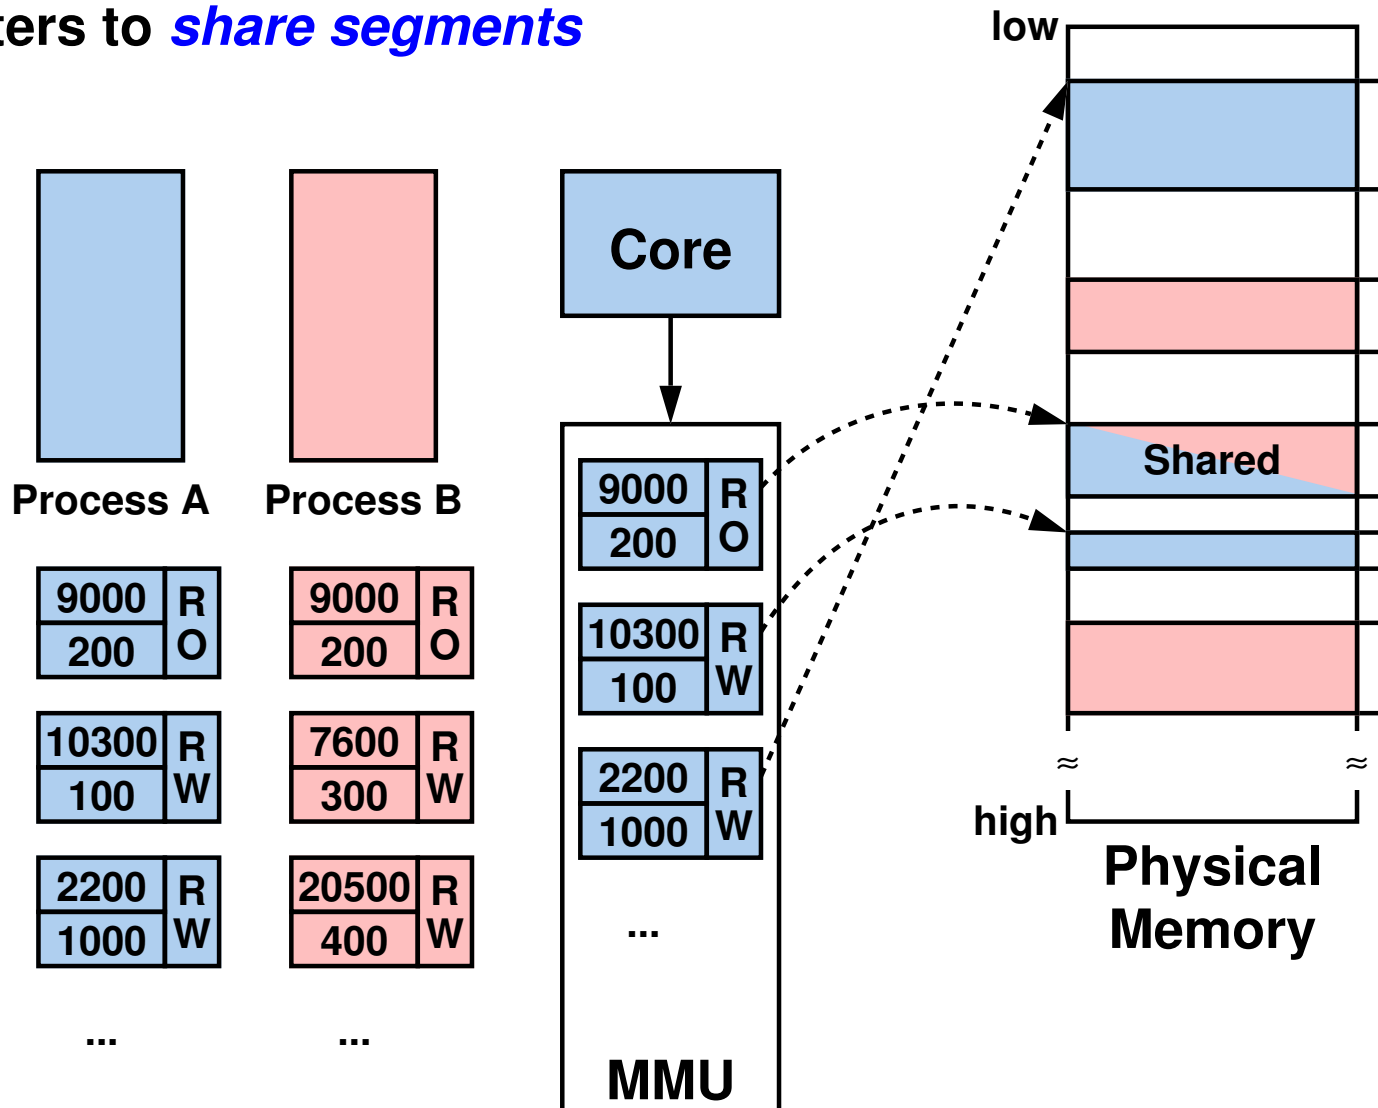 ters to share segments
low
Core
Shared
Process A
Process B
9000
200
R
O
10300
100
R
W
2200
1000
R
W
...
9000
200
R
O
7600
300
R
W
20500
400
R
W
...
9000
200
R
O
10300
100
R
W
2200
1000
R
W
...
MMU
≈ ≈
high
Physical
Memory